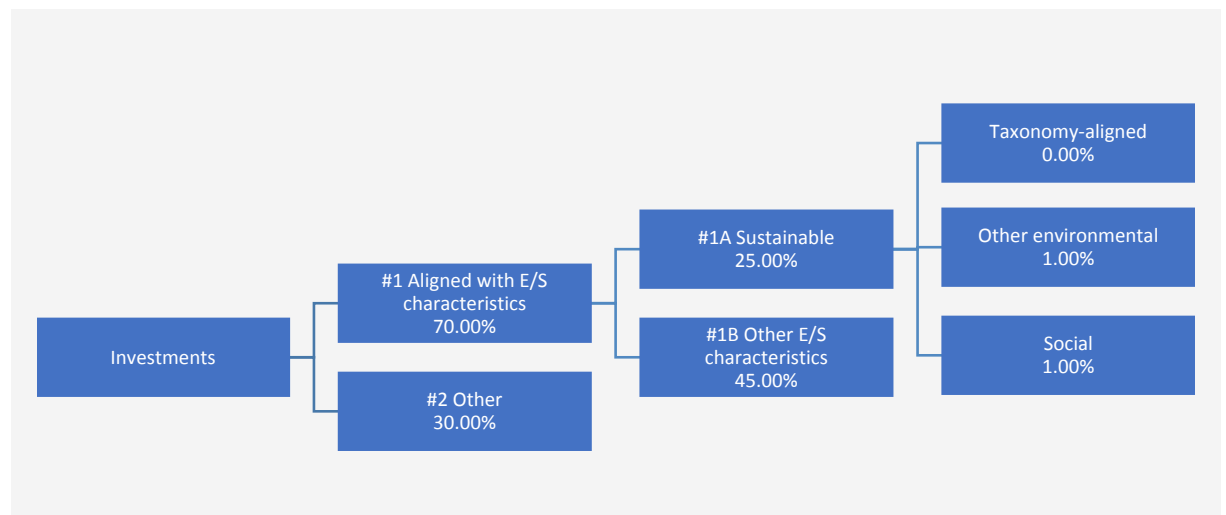 Investments
#1 Aligned with E/S
characteristics
70.00%
#2 Other
30.00%
#1A Sustainable
25.00%
#1B Other E/S
characteristics
45.00%
Taxonomy-aligned
0.00%
Other environmental
1.00%
Social
1.00%